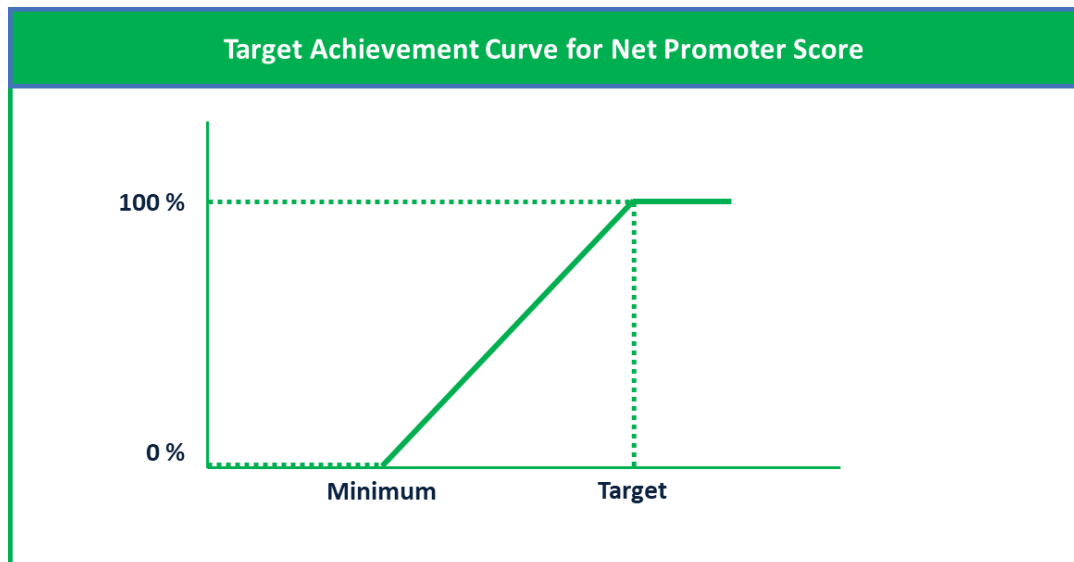 Target Achievement Curve for Net Promoter Score
100 %
0 %
Minimum
Target